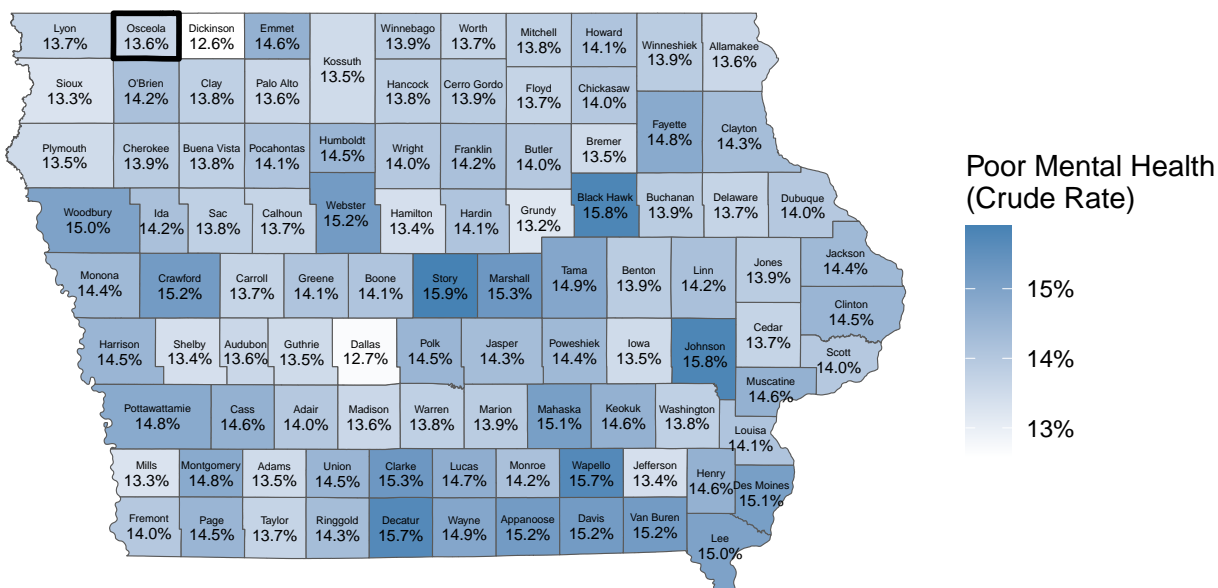 Lyon
13.7%
Osceola
13.6%
Dickinson
12.6%
Emmet
14.6%
Kossuth
13.5%
Winnebago
13.9%
Worth
13.7%
Mitchell
13.8%
Howard
14.1%
Winneshiek
13.9%
Allamakee
13.6%
Sioux
13.3%
O'Brien
14.2%
Clay
13.8%
Palo Alto
13.6%
Hancock
13.8%
Cerro Gordo
13.9%
Floyd
13.7%
Chickasaw
14.0%
Fayette
14.8%
Clayton
14.3%
Plymouth
13.5%
Cherokee
13.9%
Buena Vista
13.8%
Pocahontas
14.1%
Humboldt
14.5%
Wright
14.0%
Franklin
14.2%
Butler
14.0%
Bremer
13.5%
Woodbury
15.0%
Ida
14.2%
Sac
13.8%
Calhoun
13.7%
Webster
15.2%
Hamilton
13.4%
Hardin
14.1%
Grundy
13.2%
Black Hawk
15.8%
Buchanan
13.9%
Delaware
13.7%
Dubuque
14.0%
Monona
14.4%
Crawford
15.2%
Carroll
13.7%
Greene
14.1%
Boone
14.1%
Story
15.9%
Marshall
15.3%
Tama
14.9%
Benton
13.9%
Linn
14.2%
Jones
13.9%
Jackson
14.4%
Clinton
14.5%
Harrison
14.5%
Shelby
13.4%
Audubon
13.6%
Guthrie
13.5%
Dallas
12.7%
Polk
14.5%
Jasper
14.3%
Poweshiek
14.4%
Iowa
13.5%
Johnson
15.8%
Cedar
13.7%
Scott
14.0%
Muscatine
14.6%
Pottawattamie
14.8%
Cass
14.6%
Adair
14.0%
Madison
13.6%
Warren
13.8%
Marion
13.9%
Mahaska
15.1%
Keokuk
14.6%
Washington
13.8%
Louisa
14.1%
Mills
13.3%
Montgomery
14.8%
Adams
13.5%
Union
14.5%
Clarke
15.3%
Lucas
14.7%
Monroe
14.2%
Wapello
15.7%
Jefferson
13.4%
Henry
14.6%
Des Moines
15.1%
Fremont
14.0%
Page
14.5%
Taylor
13.7%
Ringgold
14.3%
Decatur
15.7%
Wayne
14.9%
Appanoose
15.2%
Davis
15.2%
Van Buren
15.2%
Lee
15.0%
Poor Mental Health
(Crude Rate)
15%
14%
13%